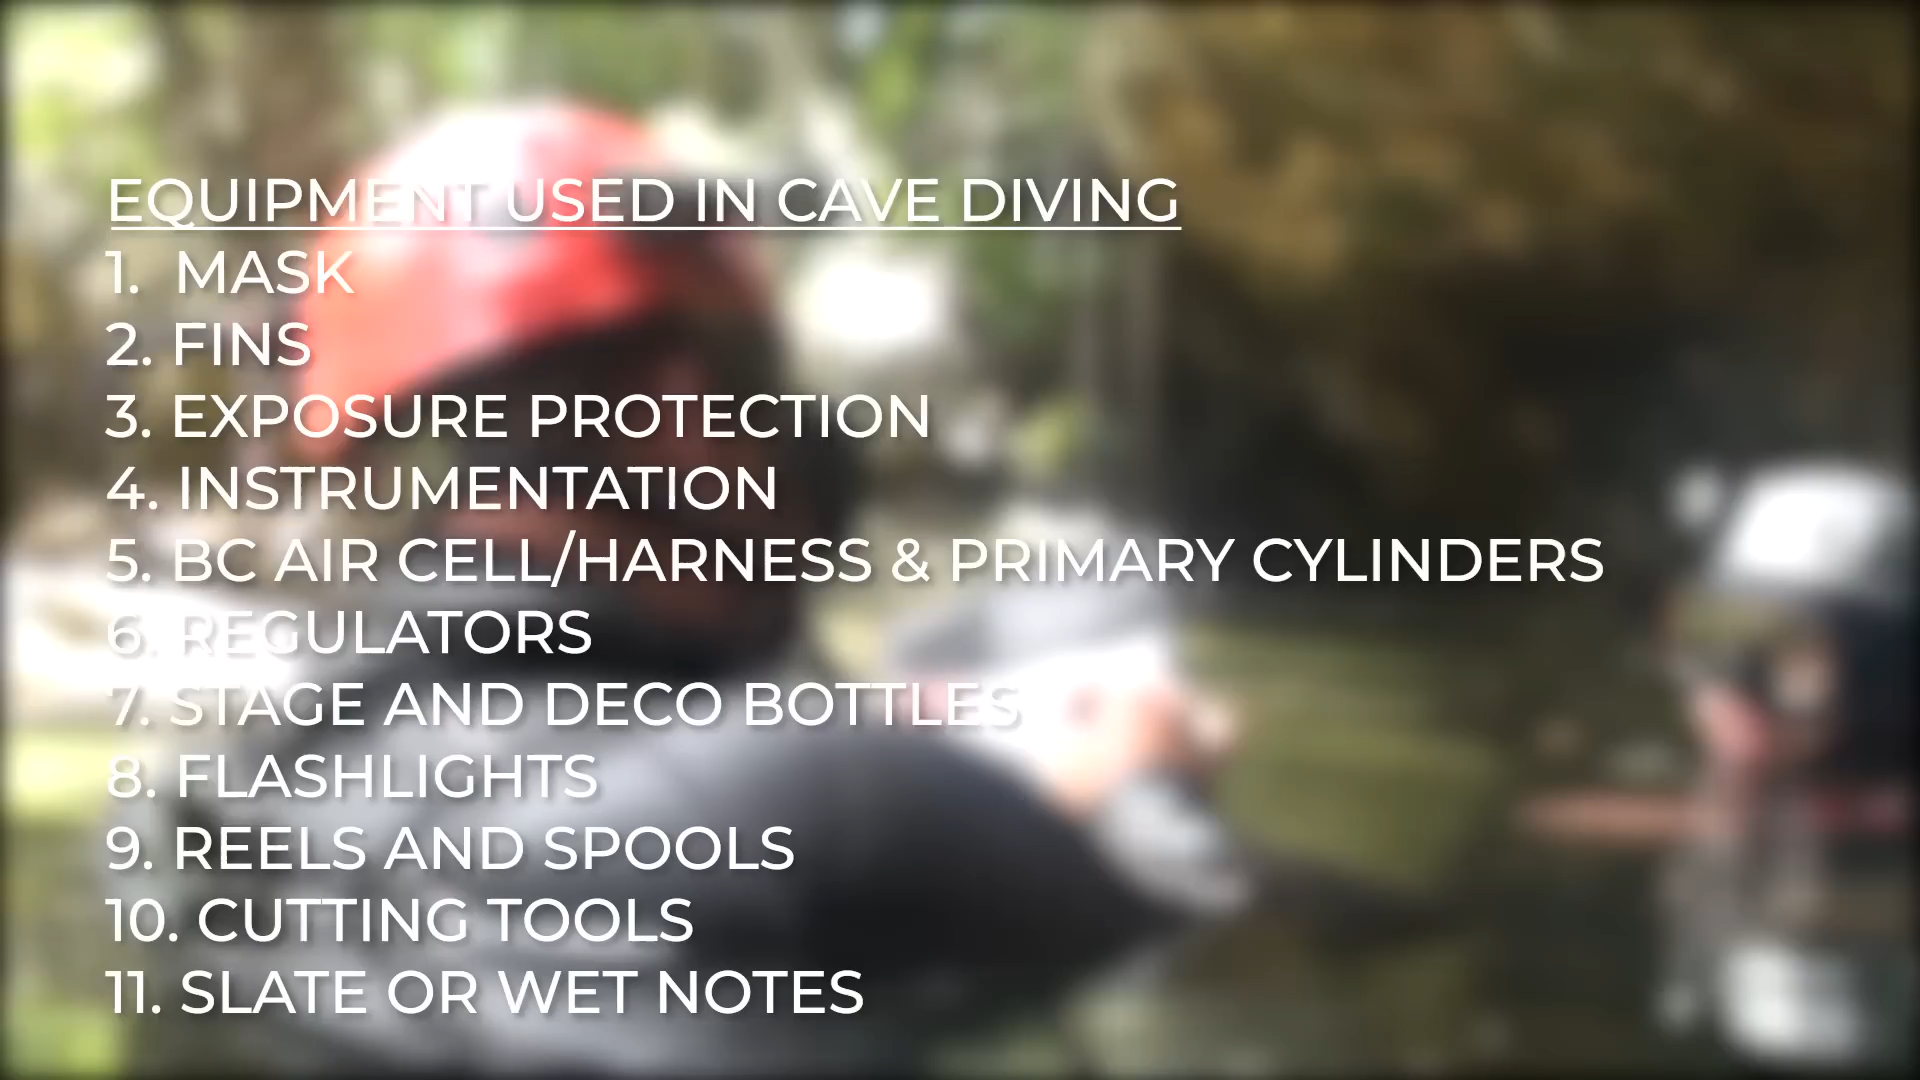 EQUIPMENT USED IN CAVE DIVING
1. MASK
2. FINS
3. EXPOSURE PROTECTION
4. INSTRUMENTATION
5. BC AIR CELL/HARNESS & PRIMARY CYLINDERS
6. REGULATORS
7. STAGE AND DECO BOTTLES
8. FLASHLIGHTS
9. REELS AND SPOOLS
10. CUTTING TOOLS
11. SLATE OR WET NOTES